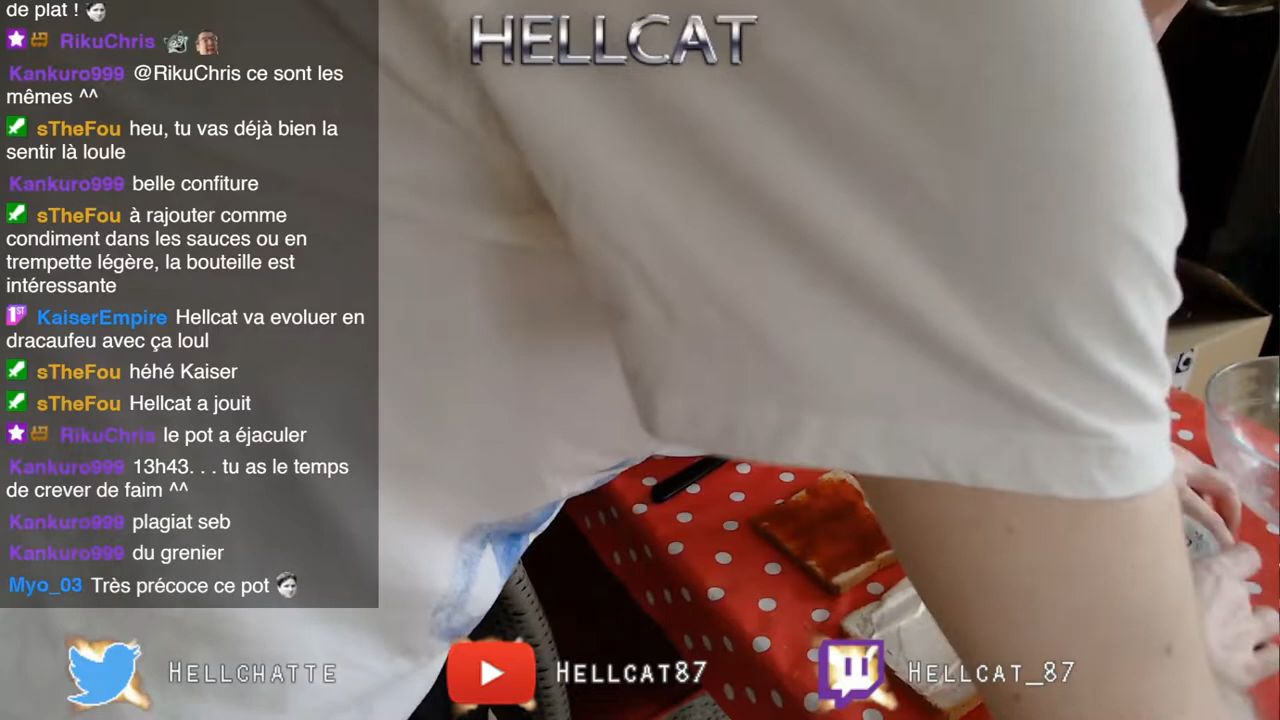 de plat !
HELLCAT
RikuChris
Kankuro999 @RikuChris ce sont les
mêmes ^^
sTheFou heu, tu vas déjà bien la
sentir là loule
Kankuro999 belle confiture
sTheFou à rajouter comme
condiment dans les sauces ou en
trempette légère, la bouteille est
intéressante
1ST KaiserEmpire Hellcat va evoluer en
dracaufeu avec ça loul
sTheFou héhé Kaiser
sTheFou Hellcat a jouit
RikuChris le pot a éjaculer
Kankuro999 13h43. . . tu as le temps
de crever de faim ^^
Kankuro999 plagiat seb
Kankuro999 du grenier
Myo_03 Très précoce ce pot
HELLCHATTE
HELLCAT87
HELLCAT_87